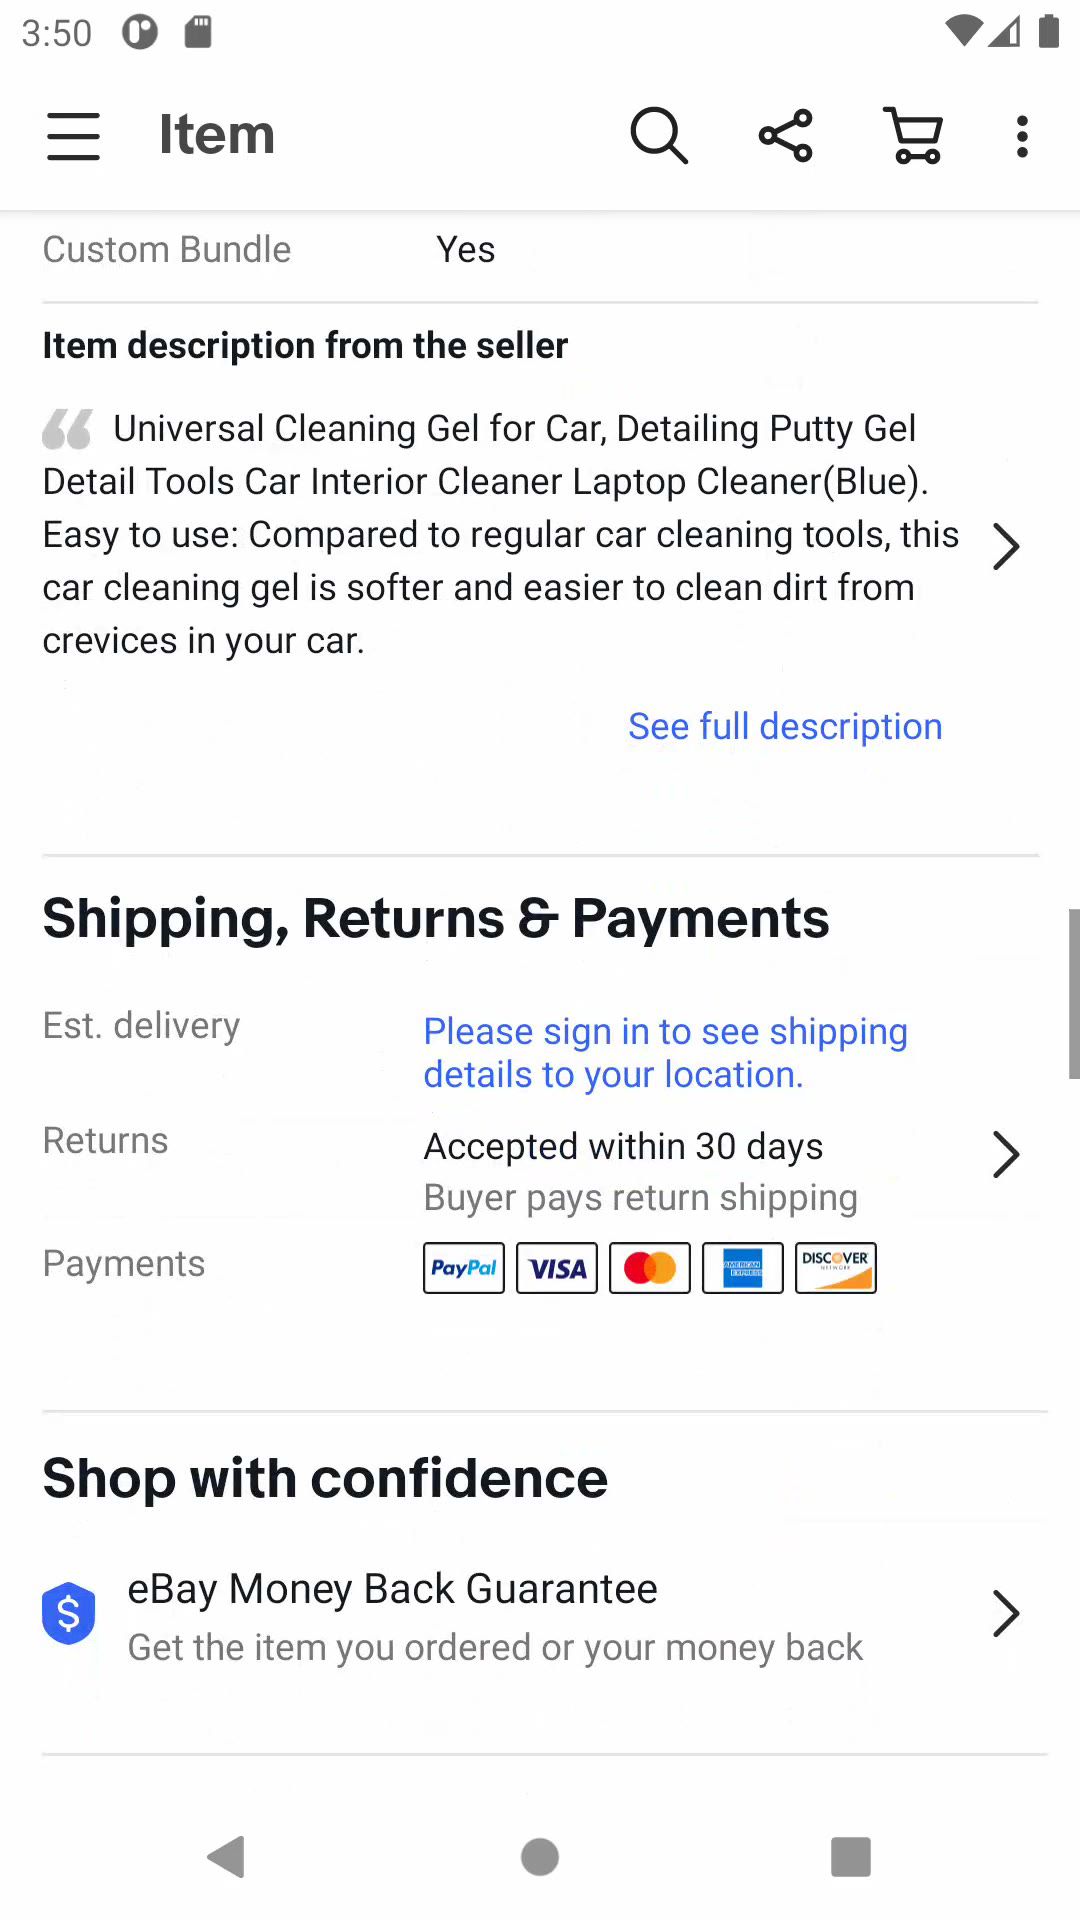 3:50
Item
Custom Bundle Yes
Item description from the seller
Universal Cleaning Gel for Car, Detailing Putty Gel
Detail Tools Car Interior Cleaner Laptop Cleaner(Blue).
Easy to use: Compared to regular car cleaning tools, this
car cleaning gel is softer and easier to clean dirt from
crevices in your car.
See full description
Shipping, Returns & Payments
Est. delivery Please sign in to see shipping
details to your location.
Returns Accepted within 30 days
Buyer pays return shipping
Payments PayPal VISA AMERICAN EXPRESS DISCOVER NETWORK
Shop with confidence
eBay Money Back Guarantee
$
Get the item you ordered or your money back